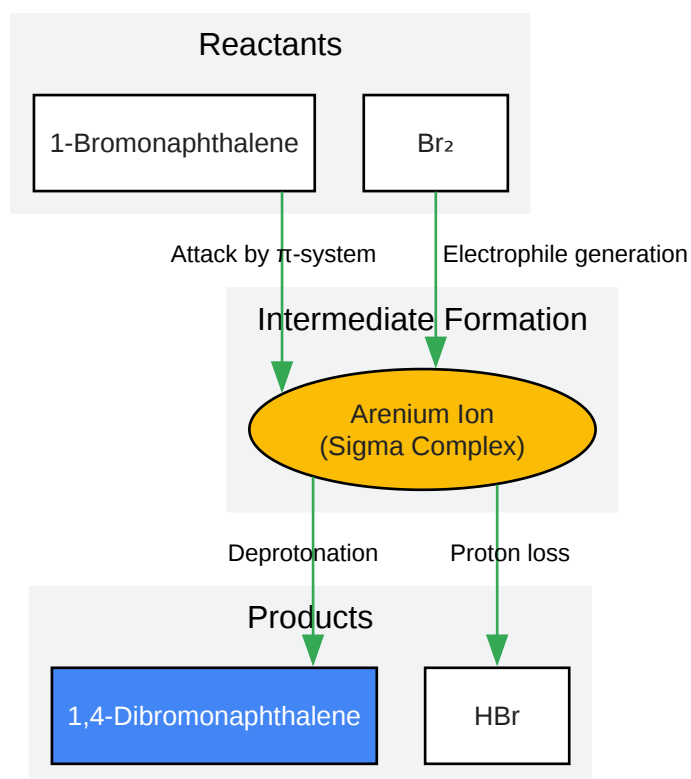 Reactants
1-Bromonaphthalene
Br₂
Attack by π-system
Electrophile generation
Intermediate Formation
Arenium Ion
(Sigma Complex)
Deprotonation
Proton loss
Products
1,4-Dibromonaphthalene
HBr